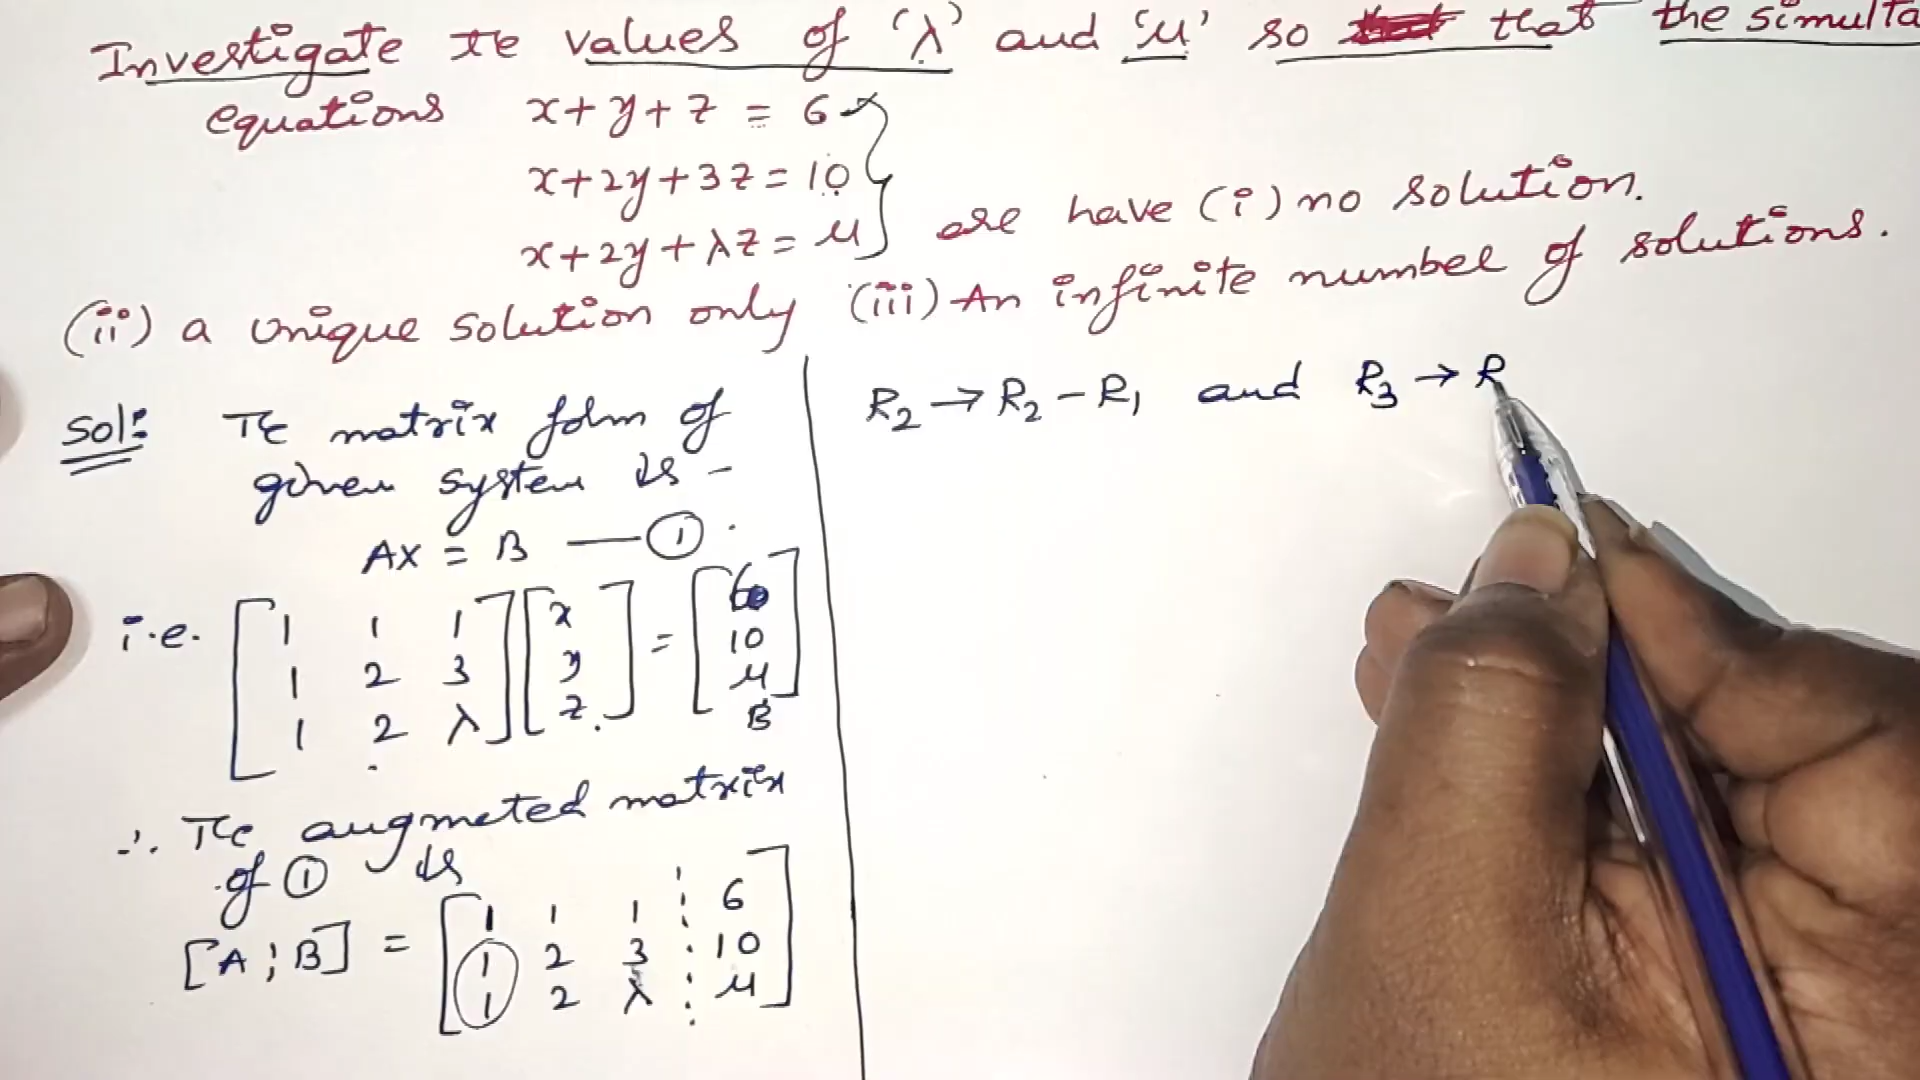 Investigate the values of 'λ' and 'μ' so that the simulta
equations x+y+z = 6
x+2y+3z = 10
x+2y+λz = μ } are have (i) no solution.
(ii) a unique solution only (iii) An infinite number of solutions.
Sol: The matrix form of
given system is -
AX = B — ①
i.e. [1 1 1; 1 2 3; 1 2 λ] [x; y; z] = [6; 10; μ]
B
∴ The augmeted matrix
of ① is
[A ; B] = [1 1 1 ⋮ 6
1 2 3 ⋮ 10
1 2 λ ⋮ μ]
R₂ → R₂ - R₁ and R₃ → R